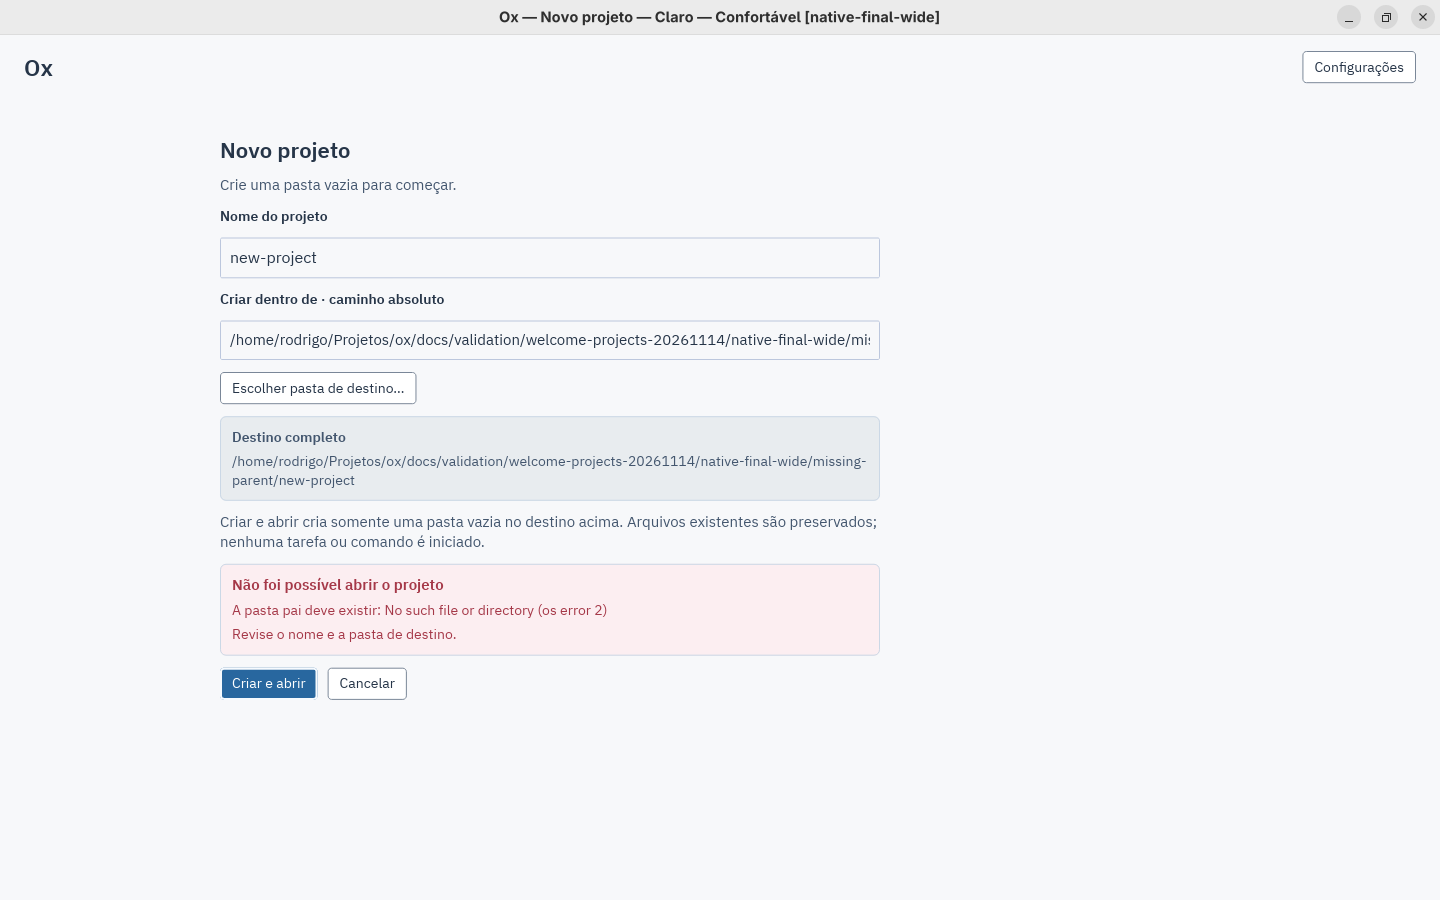 Ox — Novo projeto — Claro — Confortável [native-final-wide]
Ox
Configurações
Novo projeto
Crie uma pasta vazia para começar.
Nome do projeto
new-project
Criar dentro de · caminho absoluto
/home/rodrigo/Projetos/ox/docs/validation/welcome-projects-20261114/native-final-wide/mis
Escolher pasta de destino...
Destino completo
/home/rodrigo/Projetos/ox/docs/validation/welcome-projects-20261114/native-final-wide/missing-
parent/new-project
Criar e abrir cria somente uma pasta vazia no destino acima. Arquivos existentes são preservados;
nenhuma tarefa ou comando é iniciado.
Não foi possível abrir o projeto
A pasta pai deve existir: No such file or directory (os error 2)
Revise o nome e a pasta de destino.
Criar e abrir
Cancelar